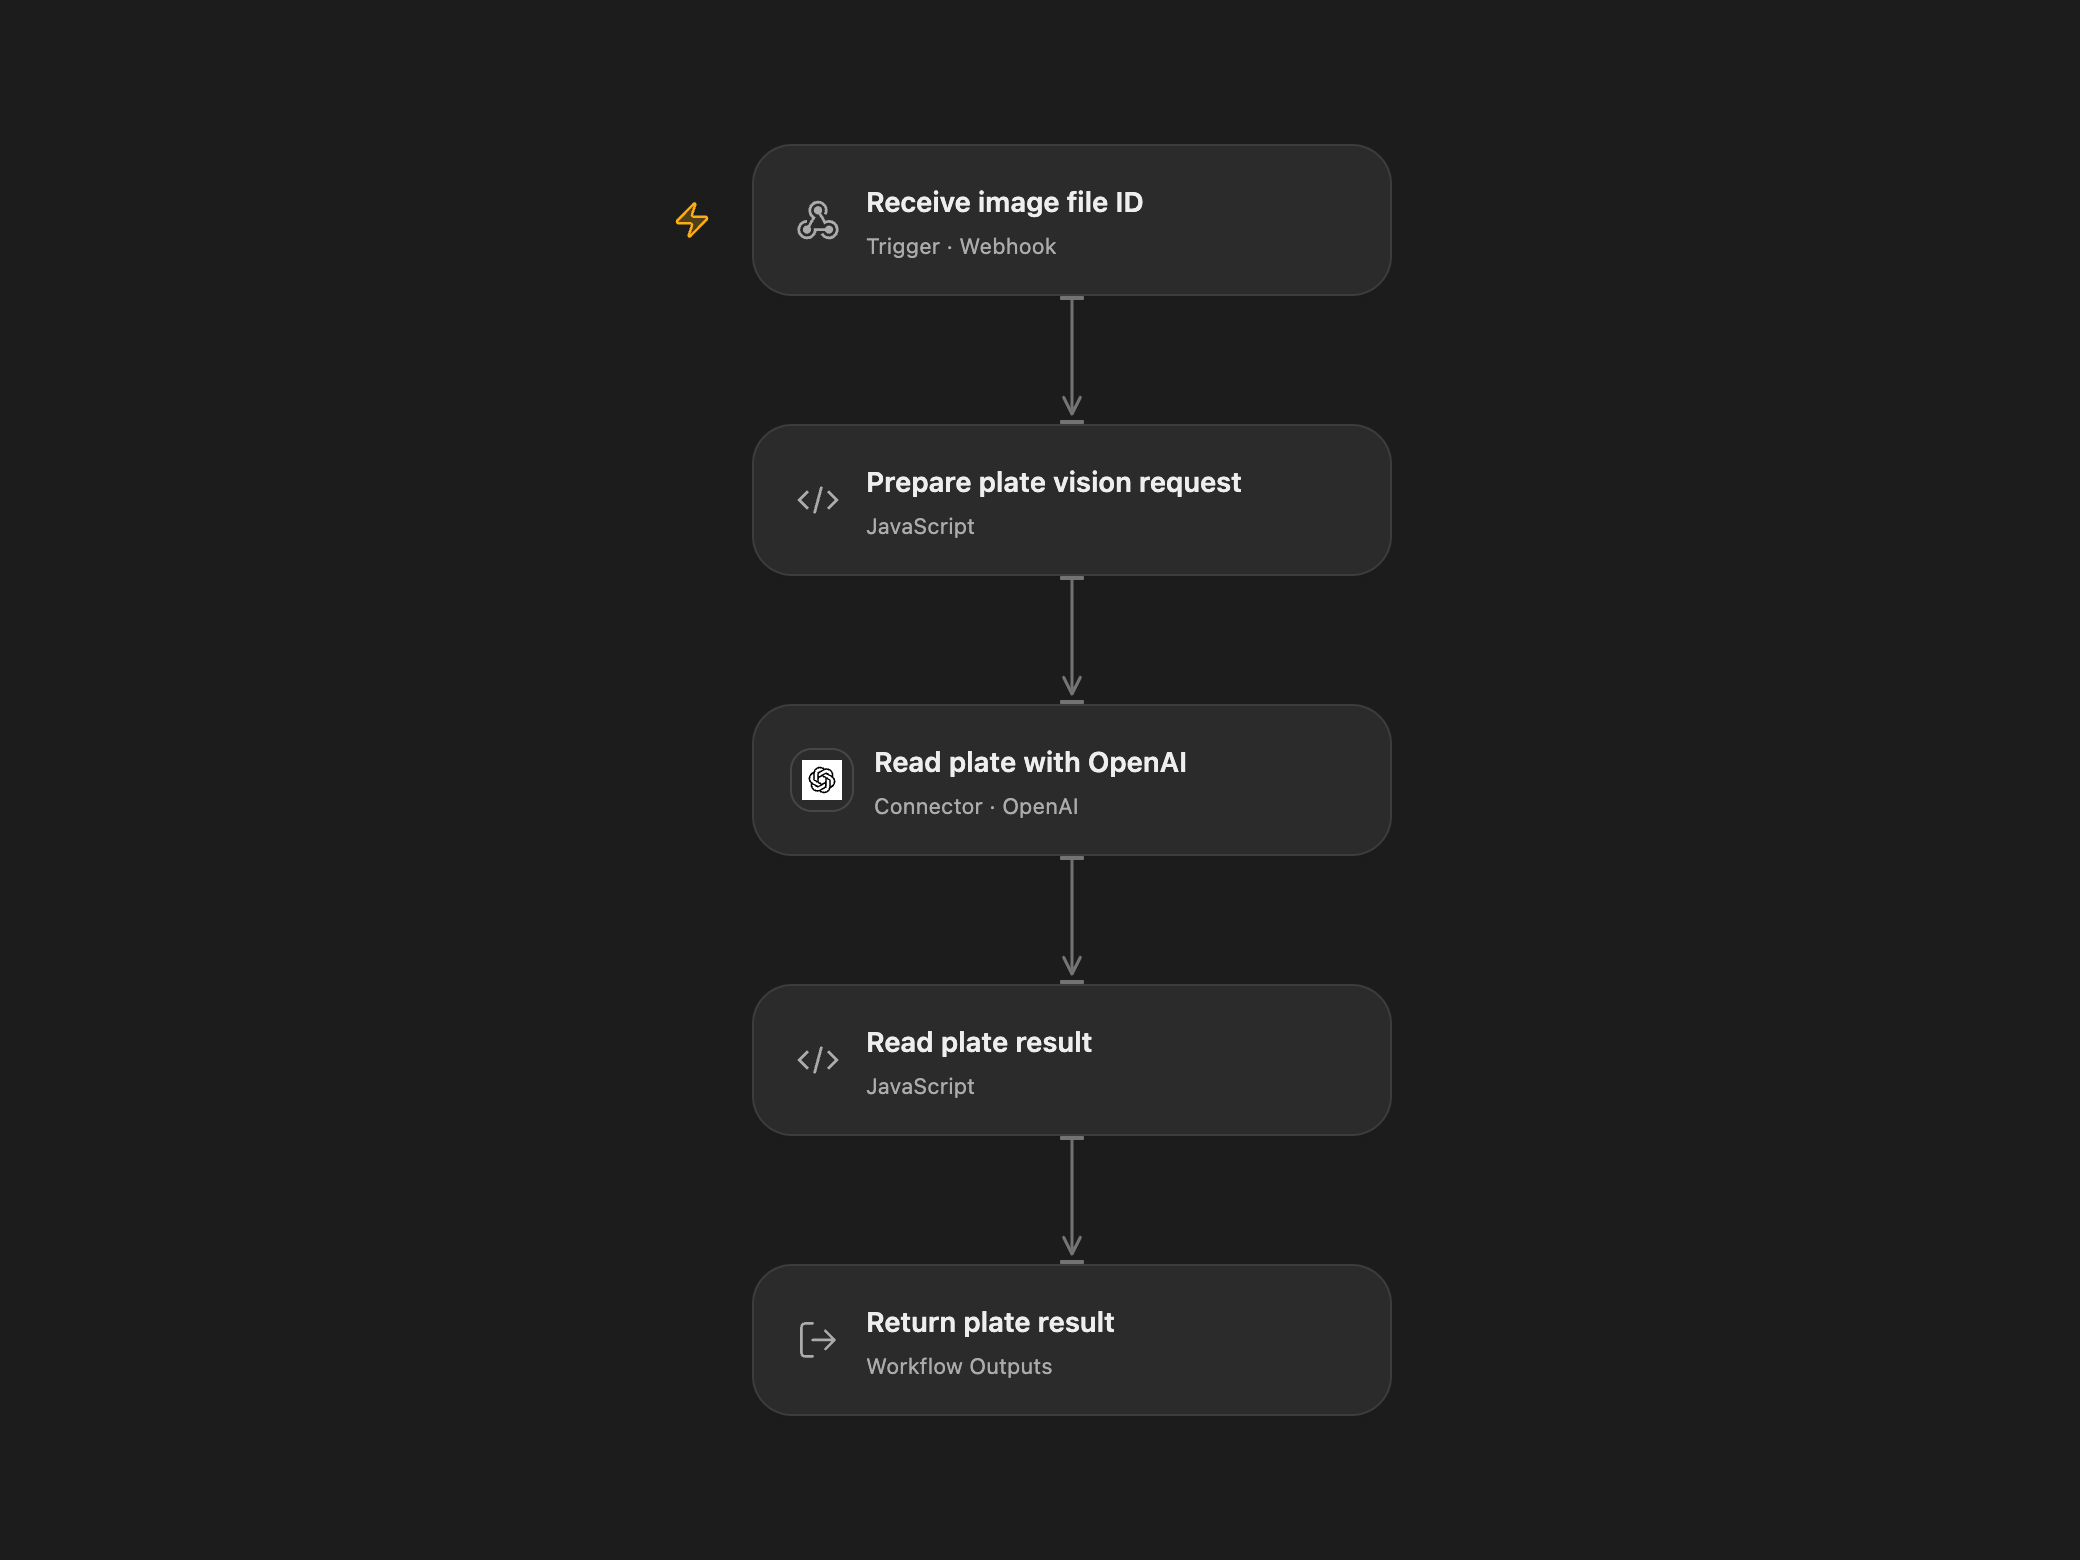 Receive image file ID
Trigger · Webhook
Prepare plate vision request
JavaScript
Read plate with OpenAI
Connector · OpenAI
Read plate result
JavaScript
Return plate result
Workflow Outputs